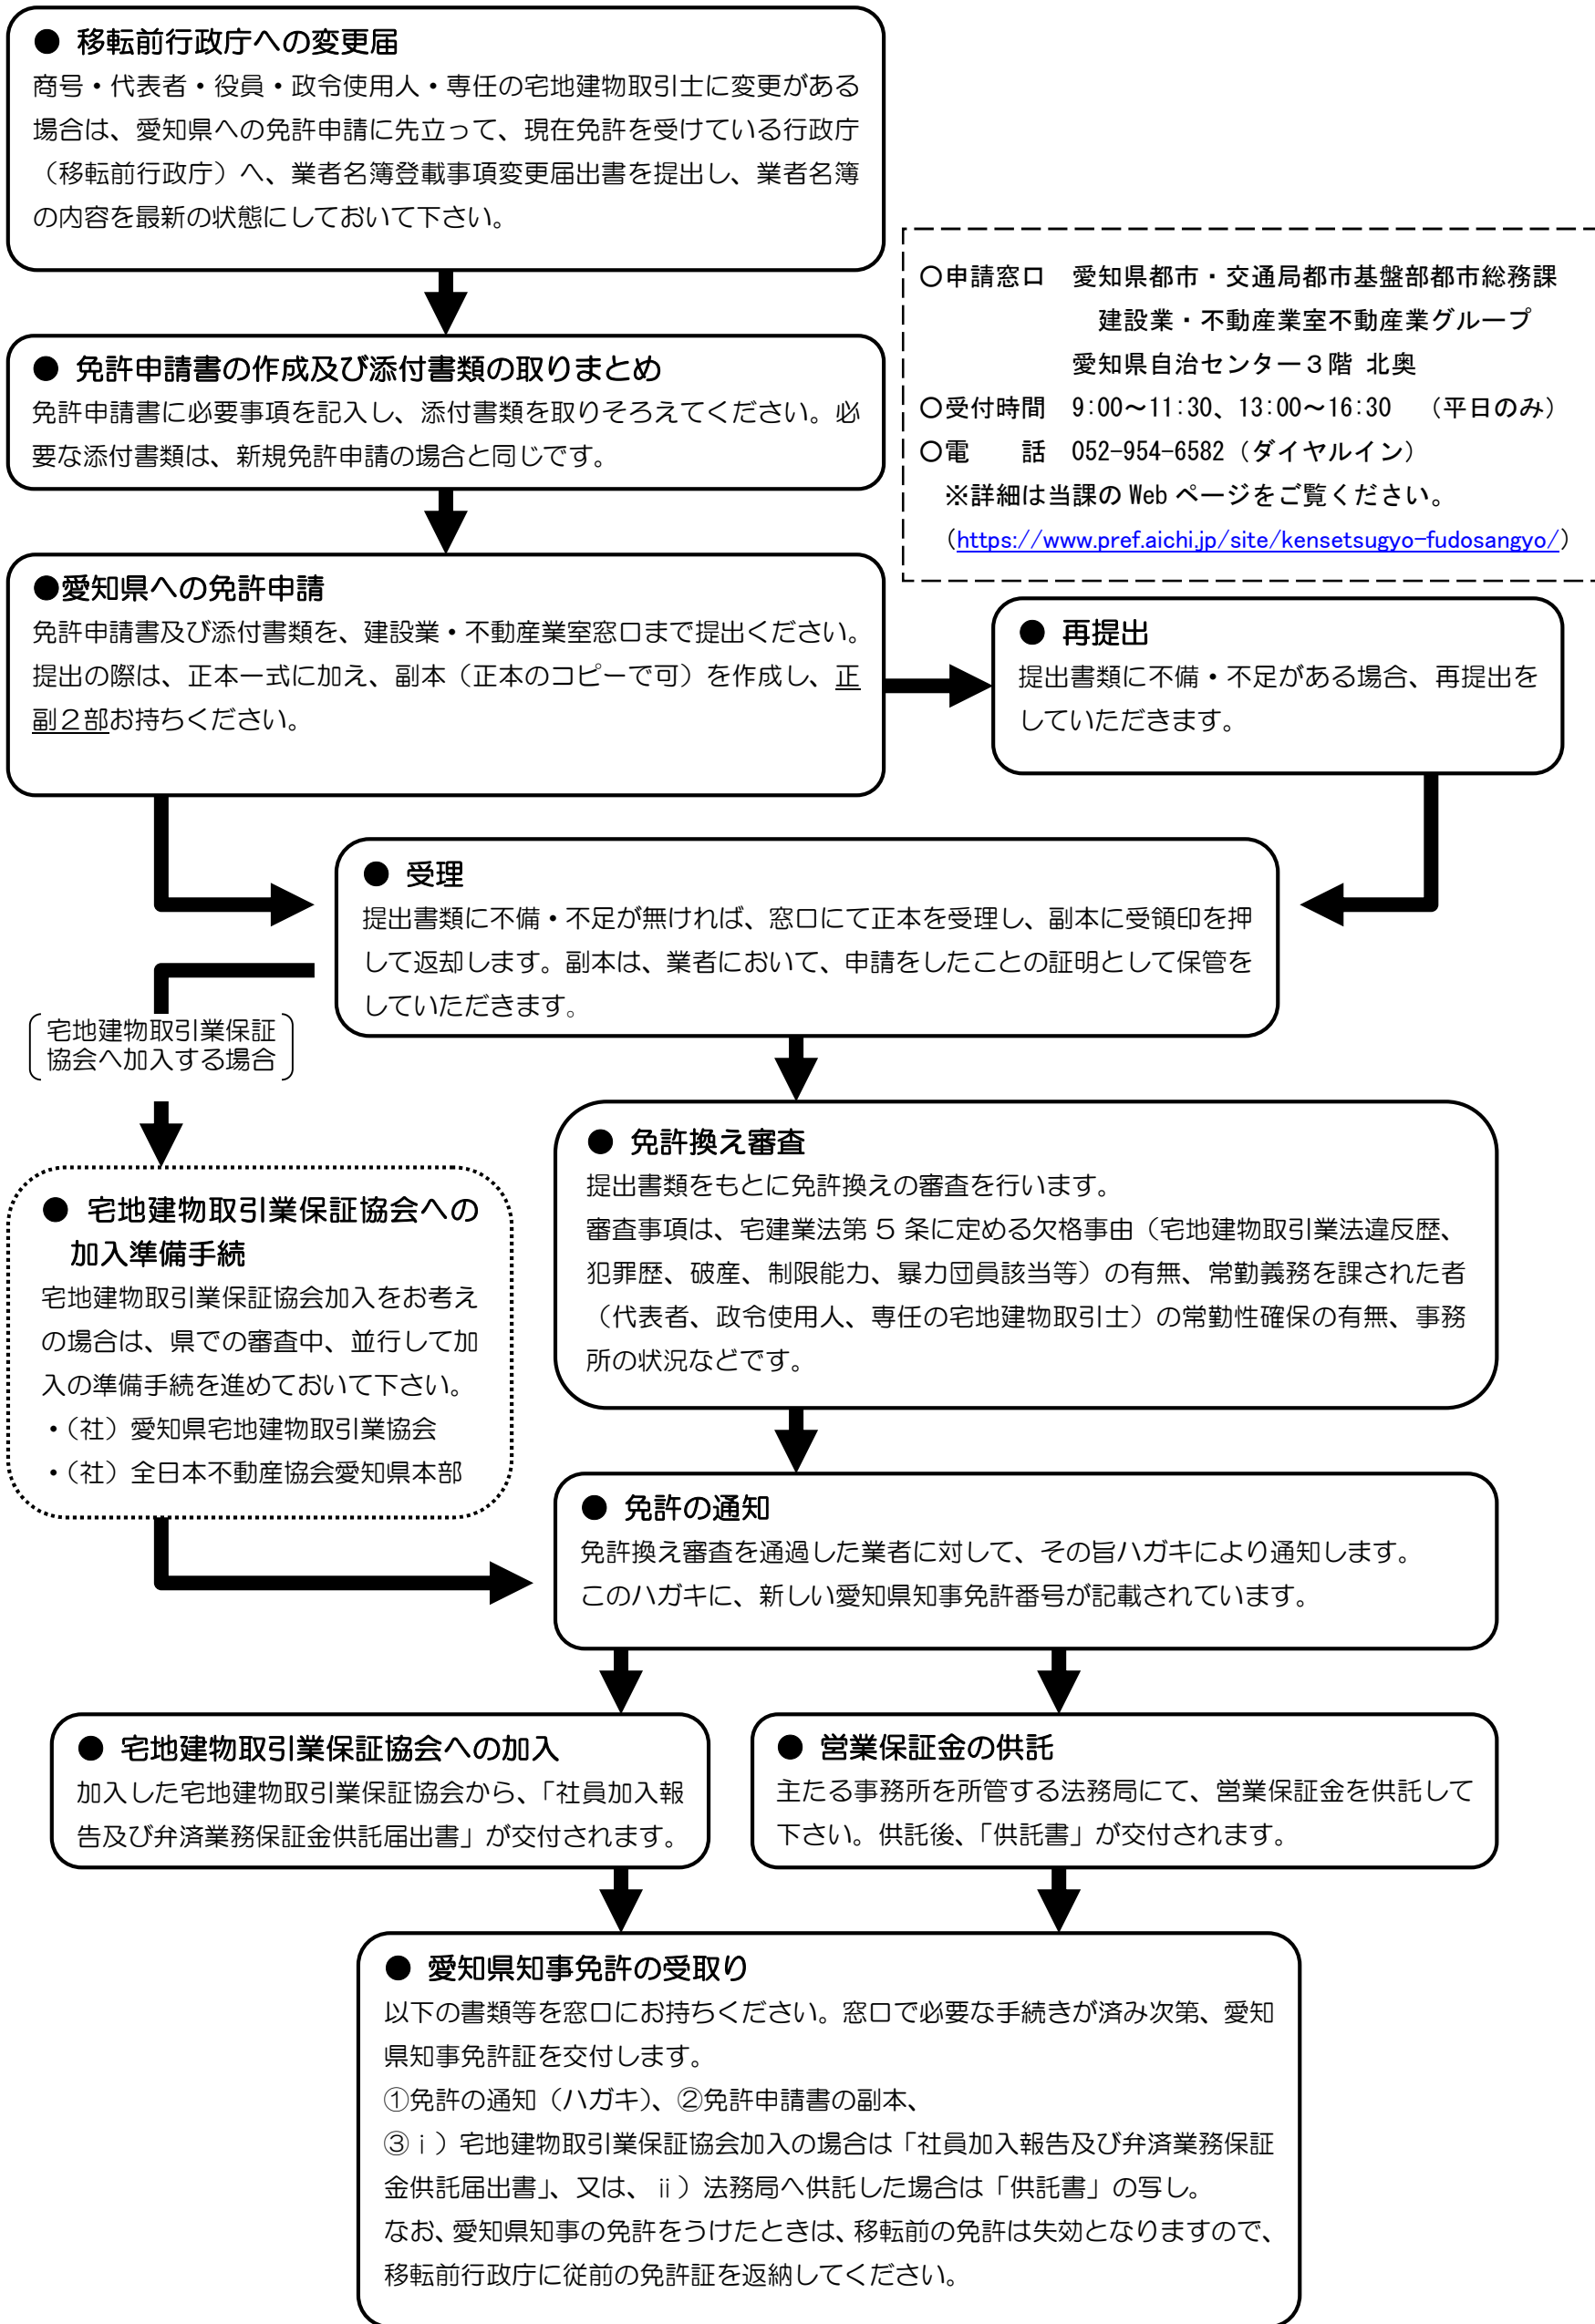 ● 移転前行政庁への変更届
商号・代表者・役員・政令使用人・専任の宅地建物取引士に変更がある
場合は、愛知県への免許申請に先立って、現在免許を受けている行政庁
（移転前行政庁）へ、業者名簿登載事項変更届出書を提出し、業者名簿
の内容を最新の状態にしておいて下さい。
○申請窓口　愛知県都市・交通局都市基盤部都市総務課
建設業・不動産業室不動産業グループ
愛知県自治センター３階 北奥
○受付時間　9:00～11:30、13:00～16:30　（平日のみ）
○電　　話　052-954-6582（ダイヤルイン）
※詳細は当課の Web ページをご覧ください。
（https://www.pref.aichi.jp/site/kensetsugyo-fudosangyo/）
● 免許申請書の作成及び添付書類の取りまとめ
免許申請書に必要事項を記入し、添付書類を取りそろえてください。必
要な添付書類は、新規免許申請の場合と同じです。
●愛知県への免許申請
免許申請書及び添付書類を、建設業・不動産業室窓口まで提出ください。
提出の際は、正本一式に加え、副本（正本のコピーで可）を作成し、正
副２部お持ちください。
● 再提出
提出書類に不備・不足がある場合、再提出を
していただきます。
● 受理
提出書類に不備・不足が無ければ、窓口にて正本を受理し、副本に受領印を押
して返却します。副本は、業者において、申請をしたことの証明として保管を
していただきます。
宅地建物取引業保証
協会へ加入する場合
● 免許換え審査
提出書類をもとに免許換えの審査を行います。
審査事項は、宅建業法第 5 条に定める欠格事由（宅地建物取引業法違反歴、
犯罪歴、破産、制限能力、暴力団員該当等）の有無、常勤義務を課された者
（代表者、政令使用人、専任の宅地建物取引士）の常勤性確保の有無、事務
所の状況などです。
● 宅地建物取引業保証協会への
加入準備手続
宅地建物取引業保証協会加入をお考え
の場合は、県での審査中、並行して加
入の準備手続を進めておいて下さい。
・（社）愛知県宅地建物取引業協会
・（社）全日本不動産協会愛知県本部
● 免許の通知
免許換え審査を通過した業者に対して、その旨ハガキにより通知します。
このハガキに、新しい愛知県知事免許番号が記載されています。
● 宅地建物取引業保証協会への加入
加入した宅地建物取引業保証協会から、「社員加入報
告及び弁済業務保証金供託届出書」が交付されます。
● 営業保証金の供託
主たる事務所を所管する法務局にて、営業保証金を供託して
下さい。供託後、「供託書」が交付されます。
● 愛知県知事免許の受取り
以下の書類等を窓口にお持ちください。窓口で必要な手続きが済み次第、愛知
県知事免許証を交付します。
①免許の通知（ハガキ）、②免許申請書の副本、
③ⅰ）宅地建物取引業保証協会加入の場合は「社員加入報告及び弁済業務保証
金供託届出書」、又は、ⅱ）法務局へ供託した場合は「供託書」の写し。
なお、愛知県知事の免許をうけたときは、移転前の免許は失効となりますので、
移転前行政庁に従前の免許証を返納してください。